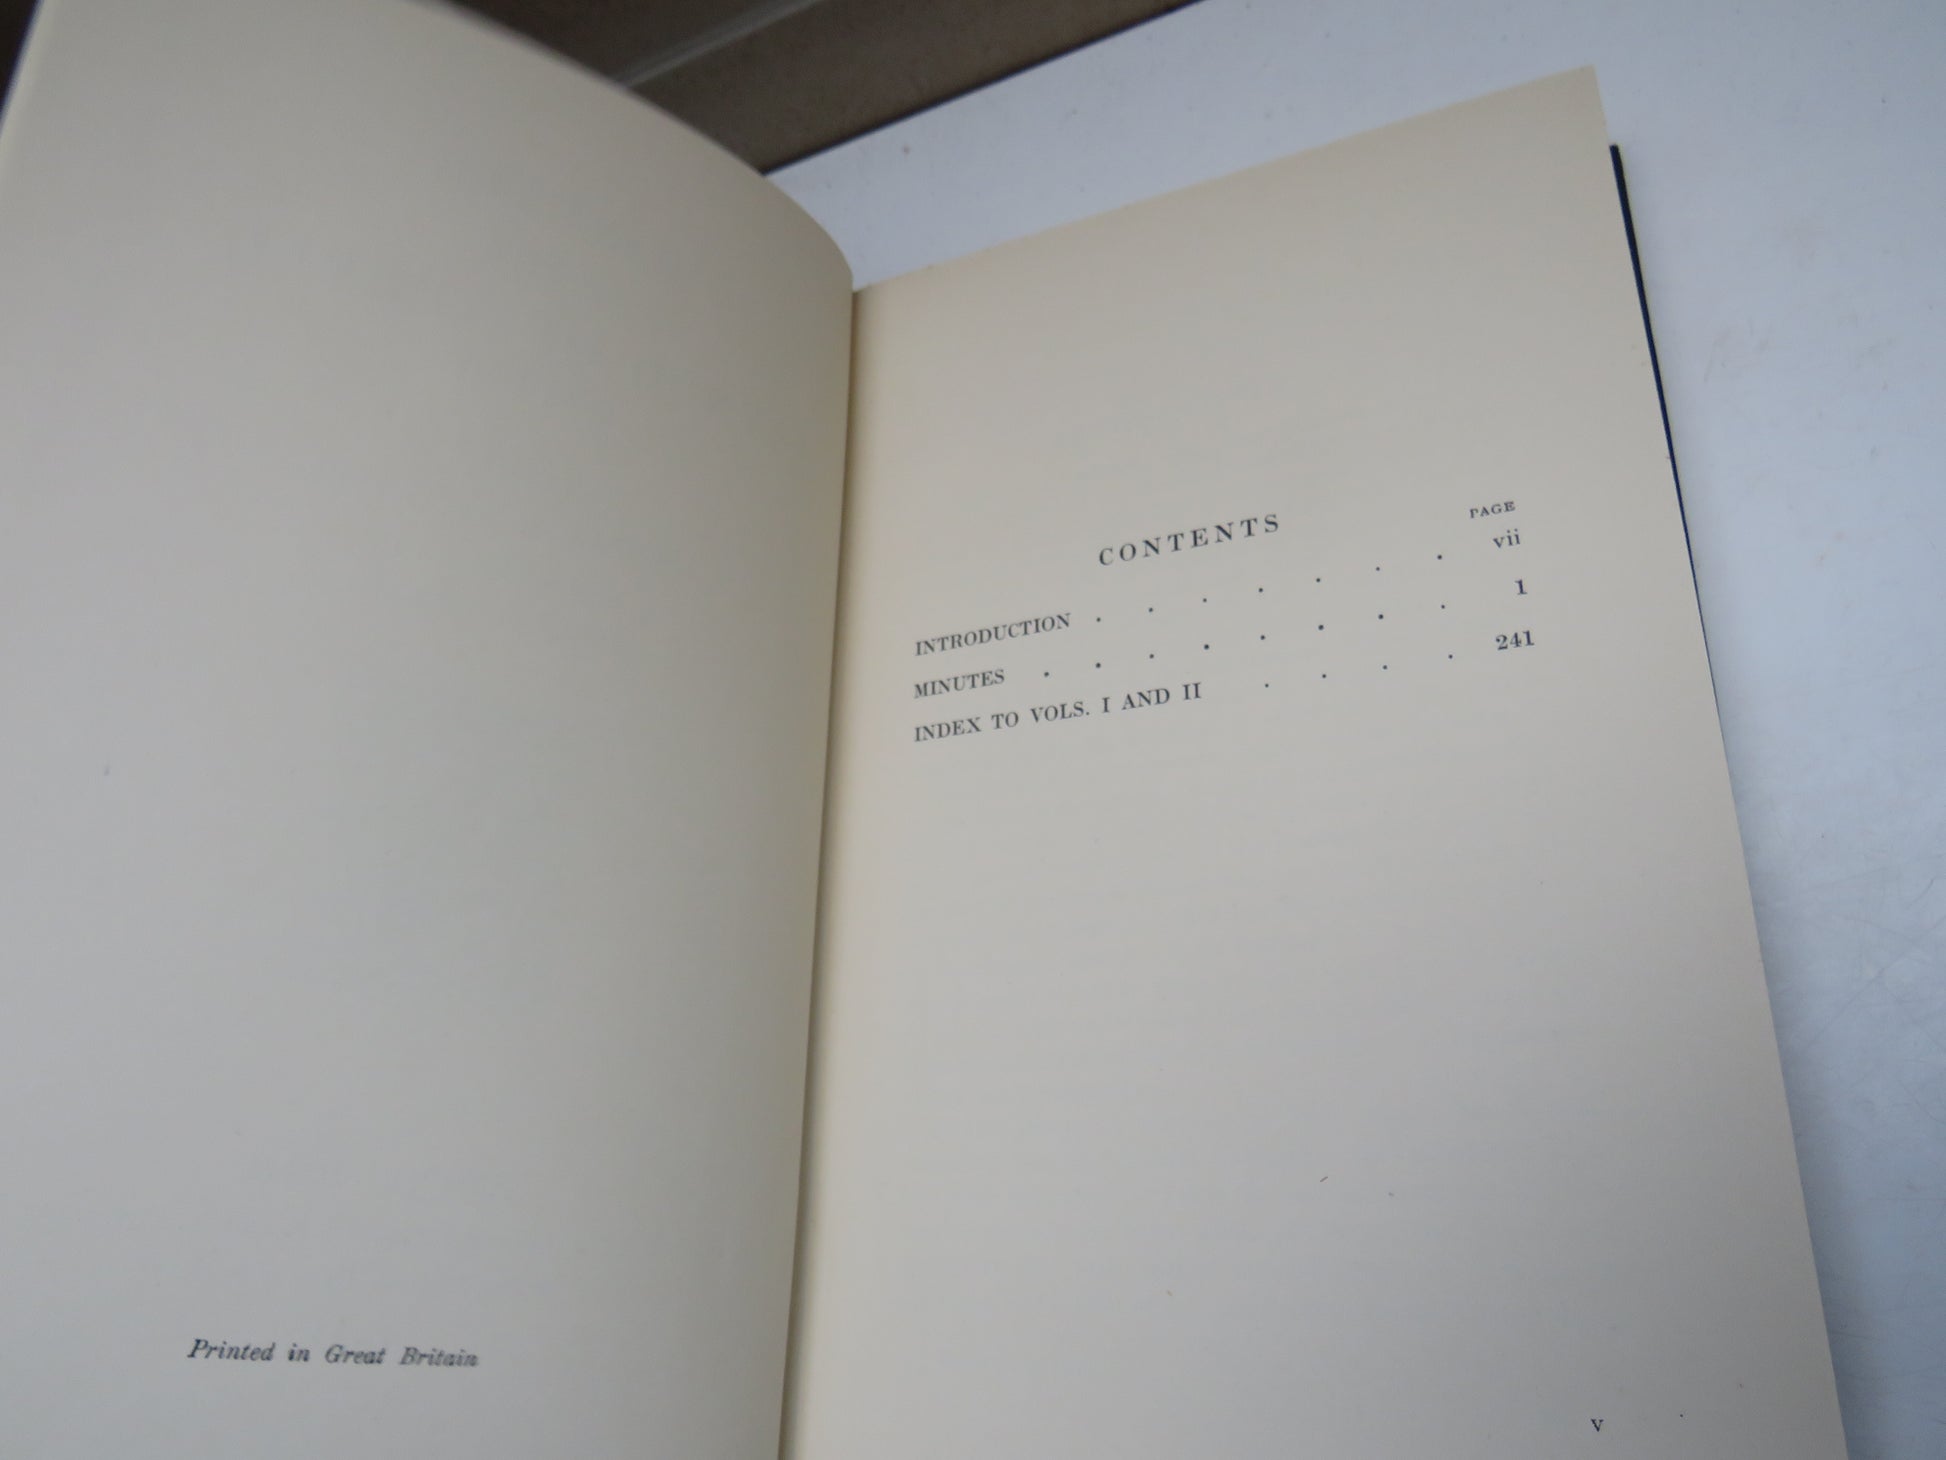 Printed in Great Britain
CONTENTS
PAGE
INTRODUCTION . . . . . . . vii
MINUTES . . . . . . . . 1
INDEX TO VOLS. I AND II . . . . 241
v